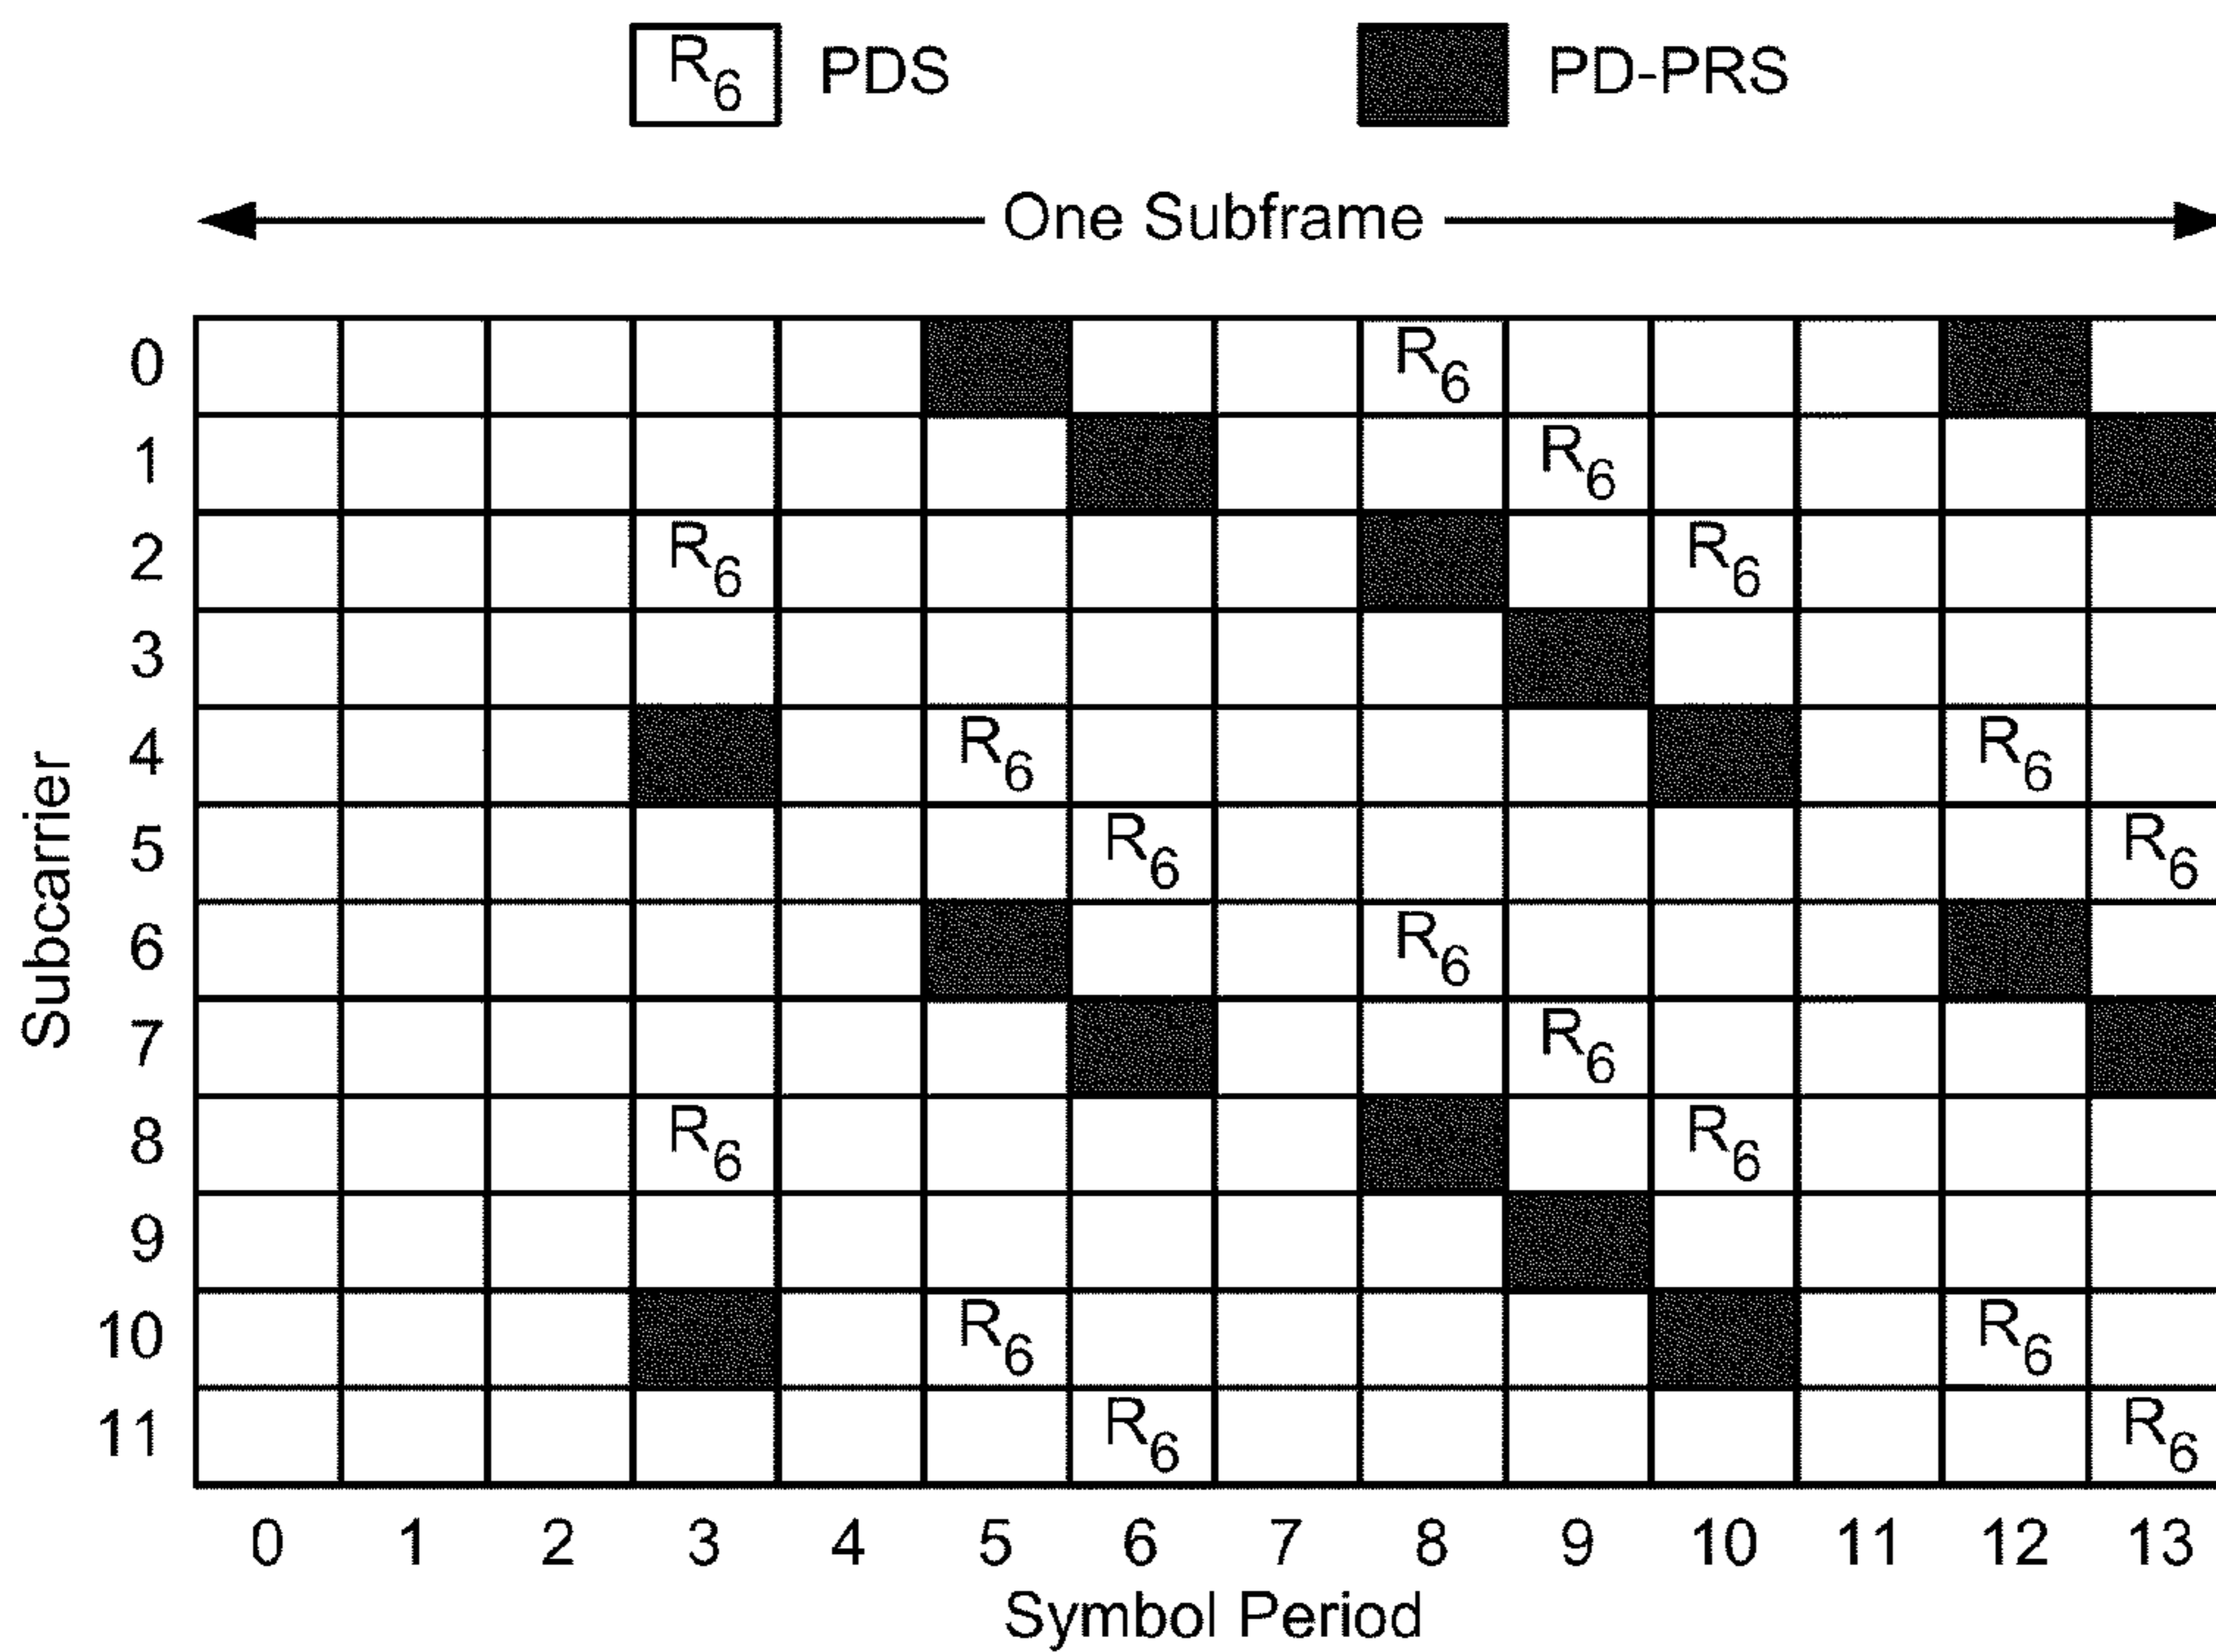 R6 PDS PD-PRS
One Subframe
0 R6
1 R6
2 R6 R6
3
4 R6 R6
5 R6 R6
6 R6
7 R6
8 R6 R6
9
10 R6 R6
11 R6 R6
Subcarrier
0 1 2 3 4 5 6 7 8 9 10 11 12 13
Symbol Period